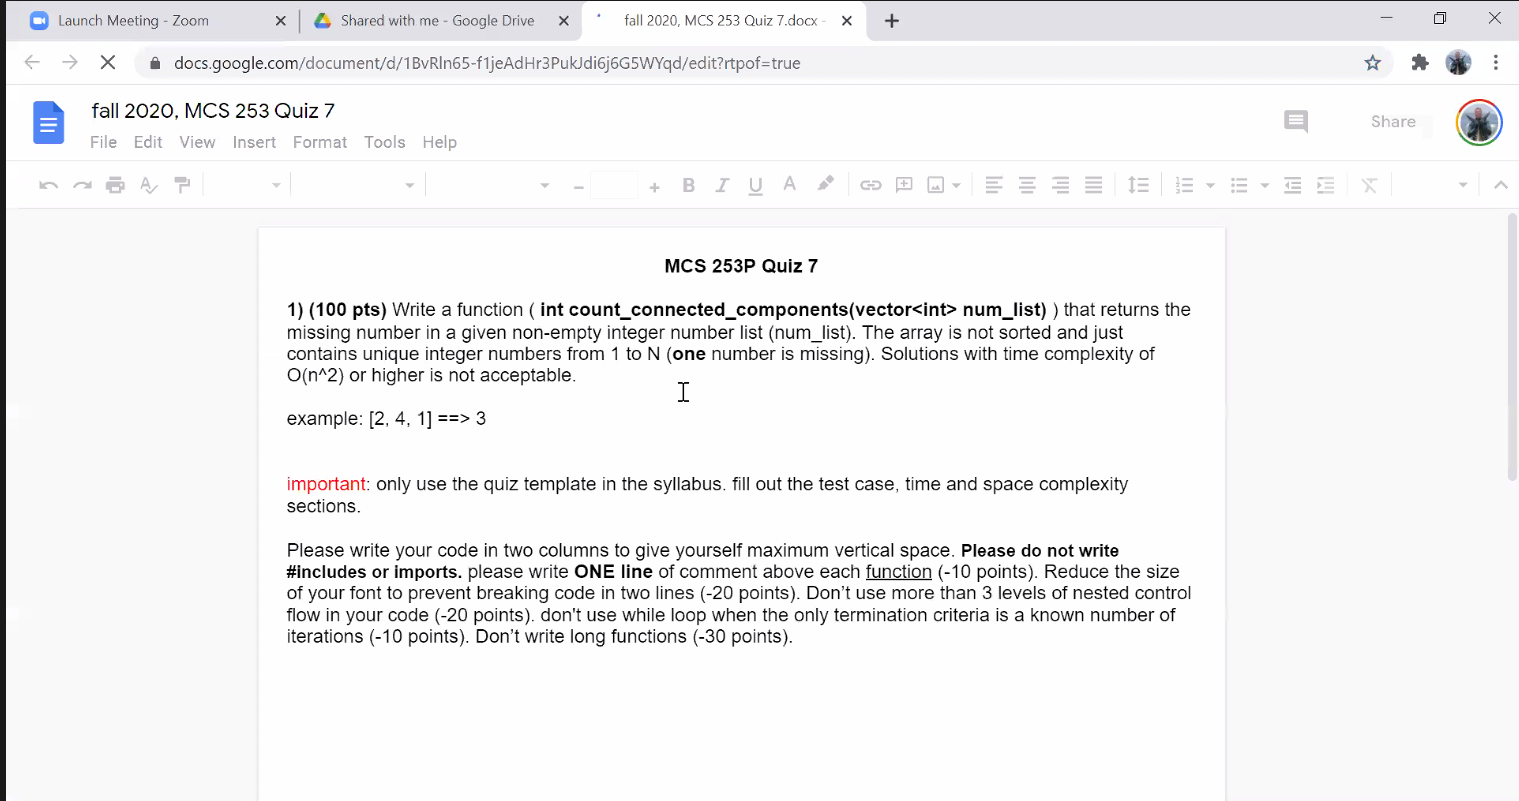 Launch Meeting - Zoom
Shared with me - Google Drive
fall 2020, MCS 253 Quiz 7.docx -
docs.google.com/document/d/1BvRln65-f1jeAdHr3PukJdi6j6G5WYqd/edit?rtpof=true
fall 2020, MCS 253 Quiz 7
File Edit View Insert Format Tools Help
Share
MCS 253P Quiz 7
1) (100 pts) Write a function ( int count_connected_components(vector<int> num_list) ) that returns the
missing number in a given non-empty integer number list (num_list). The array is not sorted and just
contains unique integer numbers from 1 to N (one number is missing). Solutions with time complexity of
O(n^2) or higher is not acceptable.
example: [2, 4, 1] ==> 3
important: only use the quiz template in the syllabus. fill out the test case, time and space complexity
sections.
Please write your code in two columns to give yourself maximum vertical space. Please do not write
#includes or imports. please write ONE line of comment above each function (-10 points). Reduce the size
of your font to prevent breaking code in two lines (-20 points). Don’t use more than 3 levels of nested control
flow in your code (-20 points). don't use while loop when the only termination criteria is a known number of
iterations (-10 points). Don’t write long functions (-30 points).